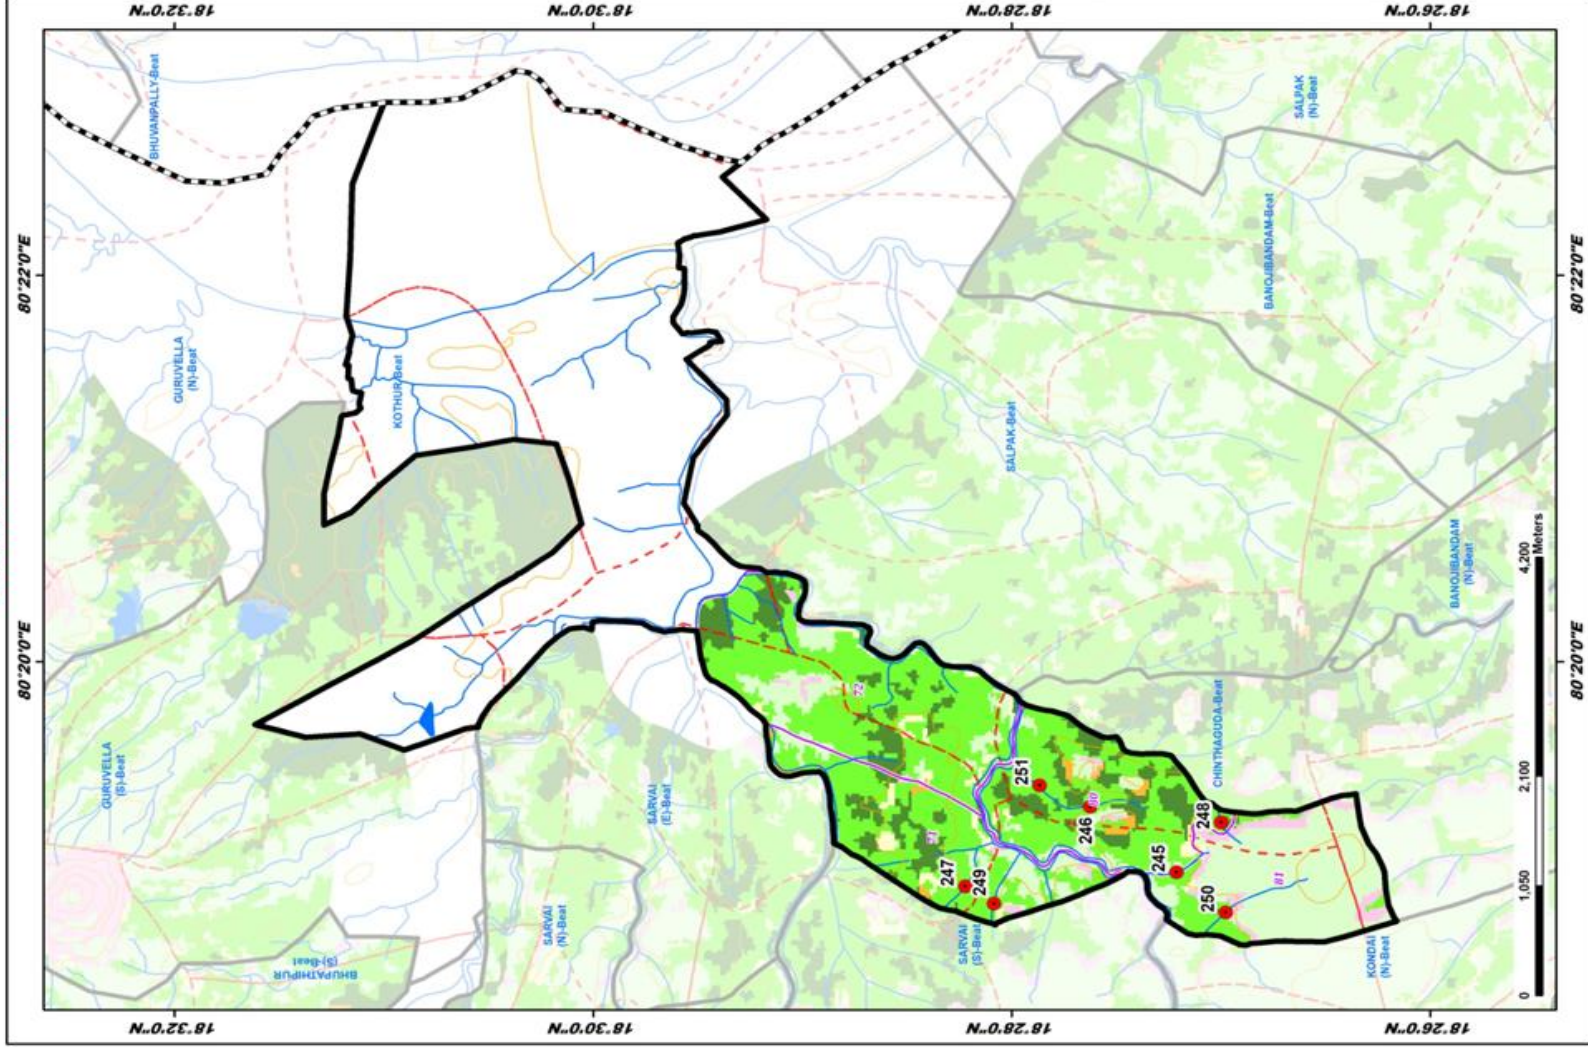 18°32'0"N
18°30'0"N
18°28'0"N
18°26'0"N
BHUVANPALLY-Beat
SALPAK
(N)-Beat
80°22'0"E
80°22'0"E
GURUVELLA
(N)-Beat
BANOJIBANDAM-Beat
KOTHUR-Beat
SALPAK-Beat
BANOJIBANDAM
(N)-Beat
80°20'0"E
80°20'0"E
72
CHINTHAGUDA-Beat
GURUVELLA
(S)-Beat
SARVAI
(E)-Beat
251
246
248
247
249
245
250
81
SARVAI
(N)-Beat
SARVAI
(S)-Beat
BHUPATHIPUR
(S)-Beat
KONDAI
(N)-Beat
0
1,050
2,100
4,200
Meters
18°32'0"N
18°30'0"N
18°28'0"N
18°26'0"N